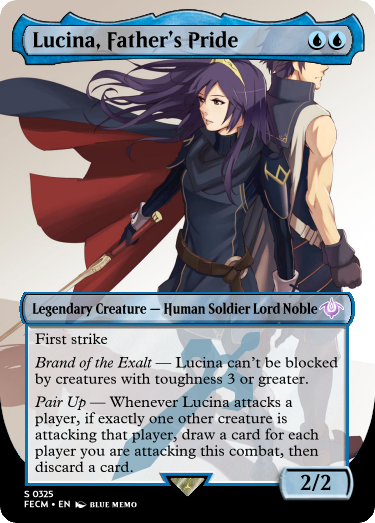 Lucina, Father's Pride
Legendary Creature — Human Soldier Lord Noble
First strike
Brand of the Exalt — Lucina can't be blocked
by creatures with toughness 3 or greater.
Pair Up — Whenever Lucina attacks a
player, if exactly one other creature is
attacking that player, draw a card for each
player you are attacking this combat, then
discard a card.
2/2
S 0325
FECM • EN BLUE MEMO